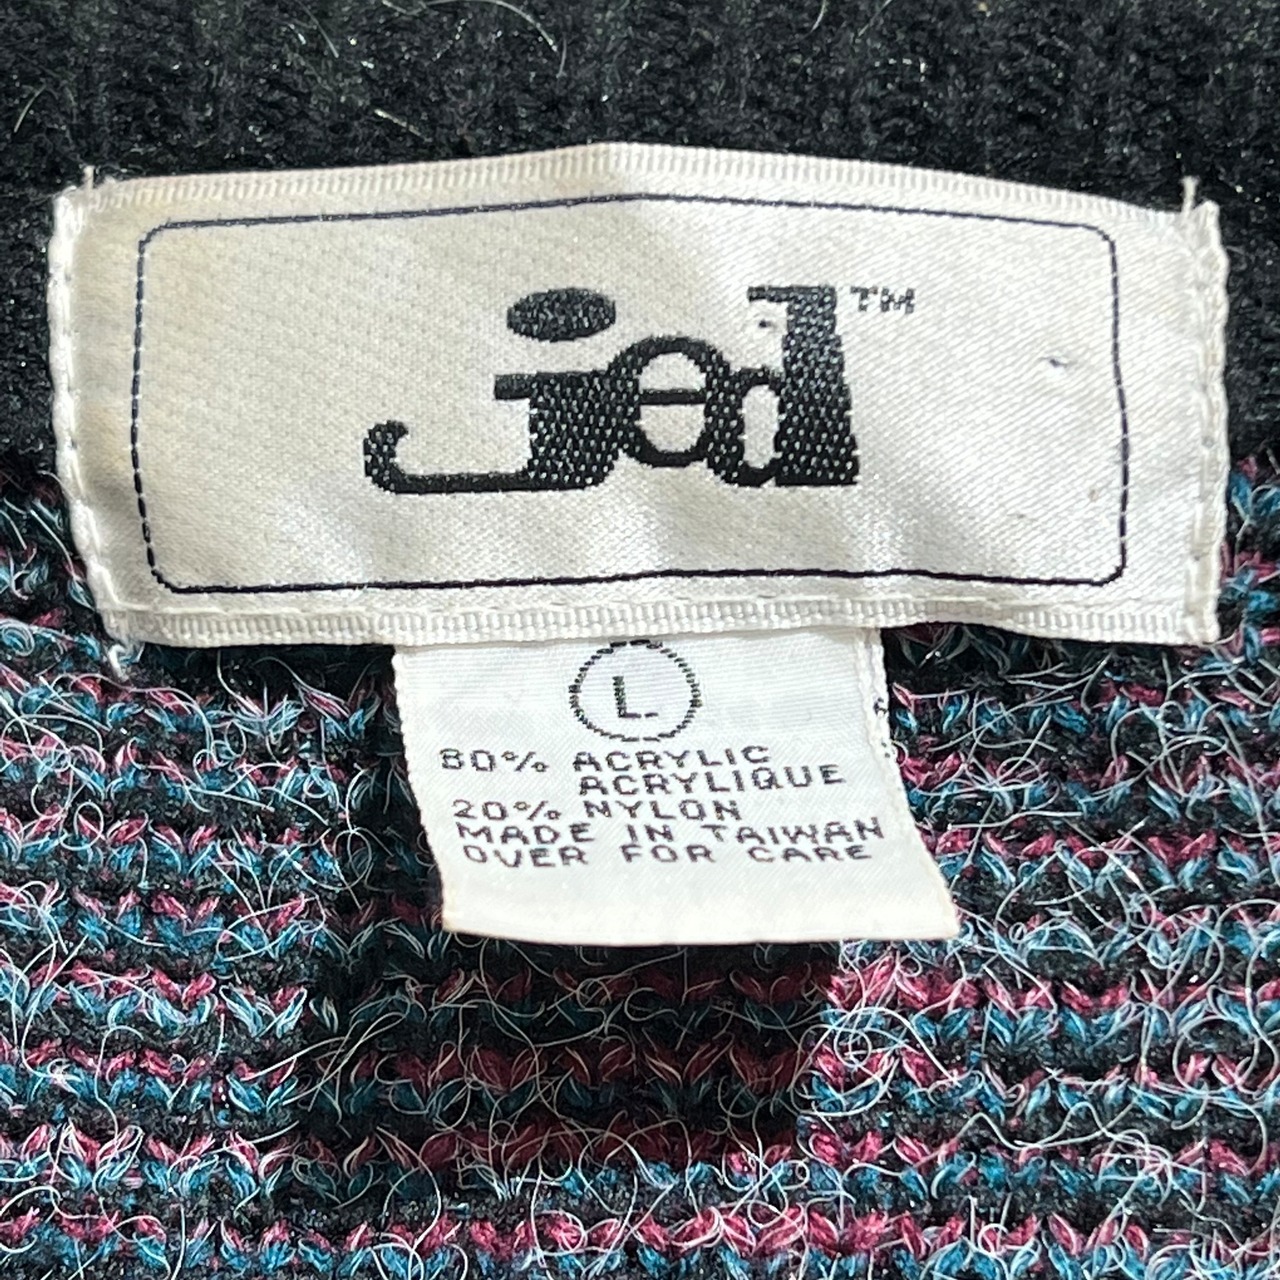 jed™
L
80% ACRYLIC
ACRYLIQUE
20% NYLON
MADE IN TAIWAN
OVER FOR CARE